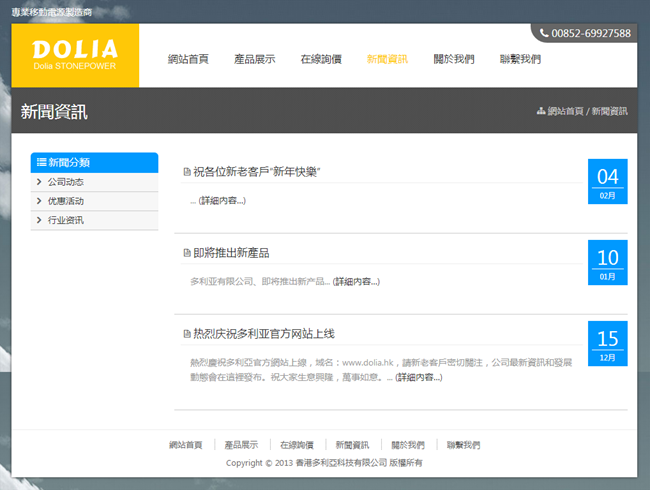 專業移動電源製造商
00852-69927588
DOLIA
Dolia STONEPOWER
網站首頁 產品展示 在線詢價 新聞資訊 關於我們 聯繫我們
新聞資訊
網站首頁 / 新聞資訊
新聞分類
公司动态
优惠活动
行业资讯
祝各位新老客戶"新年快樂"
... (詳細內容...)
04
02月
即將推出新產品
多利亚有限公司、即将推出新产品... (詳細內容...)
10
01月
热烈庆祝多利亚官方网站上线
熱烈慶祝多利亞官方網站上線，域名：www.dolia.hk，請新老客戶密切關注，公司最新資訊和發展
動態會在這裡發布。祝大家生意興隆，萬事如意。... (詳細內容...)
15
12月
網站首頁 產品展示 在線詢價 新聞資訊 關於我們 聯繫我們
Copyright © 2013 香港多利亞科技有限公司 版權所有